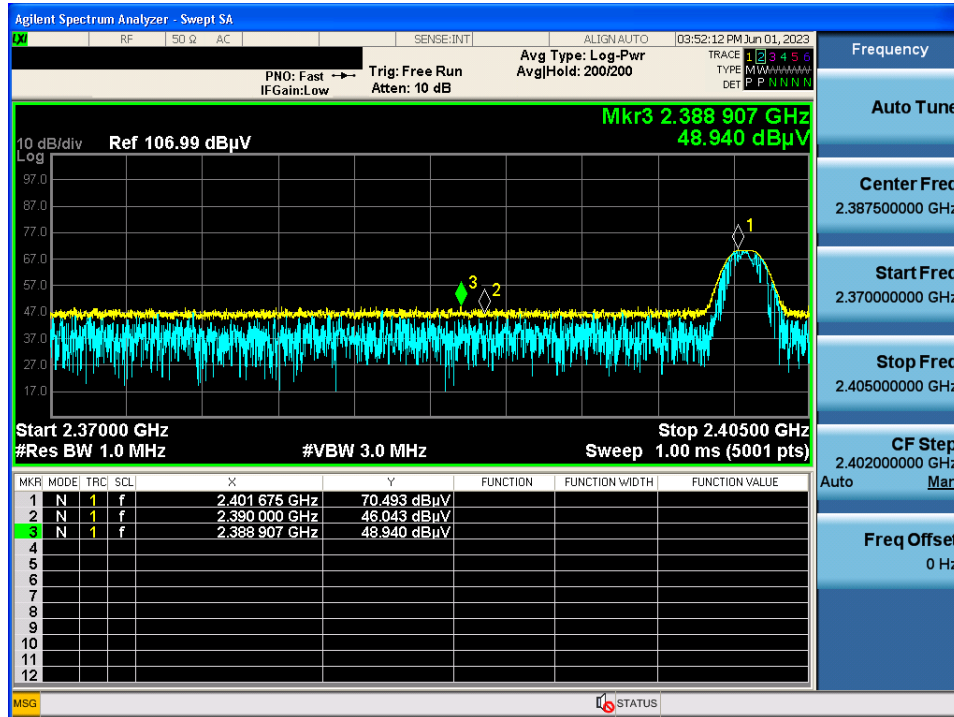 Agilent Spectrum Analyzer - Swept SA
LXI RF 50 Ω AC SENSE:INT ALIGN AUTO 03:52:12 PM Jun 01, 2023
Frequency
PNO: Fast Trig: Free Run Avg Type: Log-Pwr TRACE 1 2 3 4 5 6
IFGain:Low Atten: 10 dB Avg|Hold: 200/200 TYPE M W W W W W
DET P P N N N N
Auto Tune
Mkr3 2.388 907 GHz
48.940 dBµV
10 dB/div Ref 106.99 dBµV
Log
97.0
87.0
77.0
67.0
57.0
47.0
37.0
27.0
17.0
1
3
2
Center Freq
2.387500000 GHz
Start Freq
2.370000000 GHz
Stop Freq
2.405000000 GHz
Start 2.37000 GHz Stop 2.40500 GHz
#Res BW 1.0 MHz #VBW 3.0 MHz Sweep 1.00 ms (5001 pts)
CF Step
2.402000000 GHz
Auto Man
MKR MODE TRC SCL X Y FUNCTION FUNCTION WIDTH FUNCTION VALUE
1 N 1 f 2.401 675 GHz 70.493 dBµV
2 N 1 f 2.390 000 GHz 46.043 dBµV
3 N 1 f 2.388 907 GHz 48.940 dBµV
4
5
6
7
8
9
10
11
12
Freq Offset
0 Hz
MSG STATUS